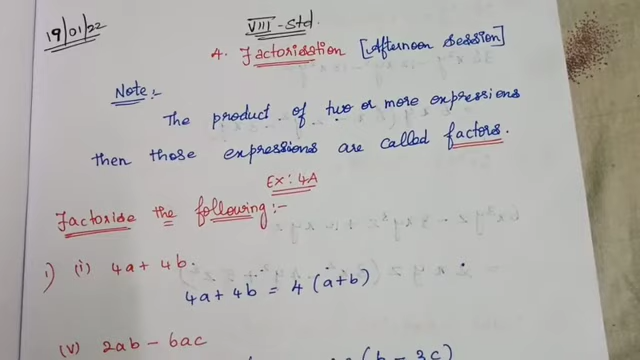 19/01/22
VIII - Std.
4. Factorisation [Afternoon Session]
Note:-
The product of two or more expressions
then those expressions are called factors.
Ex: 4A
Factorise the following:-
1) (i) 4a + 4b.
4a + 4b = 4 (a+b)
(v) 2ab - 6ac
(b - 3c)